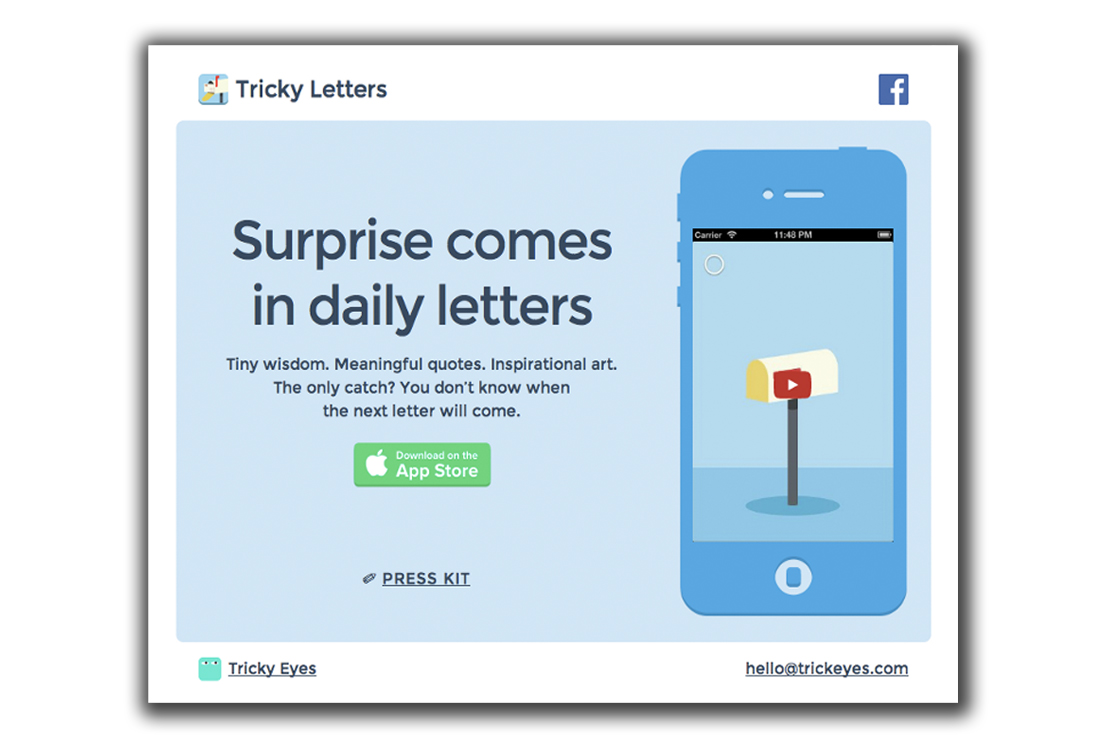 Tricky Letters
Surprise comes
in daily letters
Tiny wisdom. Meaningful quotes. Inspirational art.
The only catch? You don't know when
the next letter will come.
Download on the
App Store
PRESS KIT
Carrier 11:48 PM
Tricky Eyes
hello@trickeyes.com